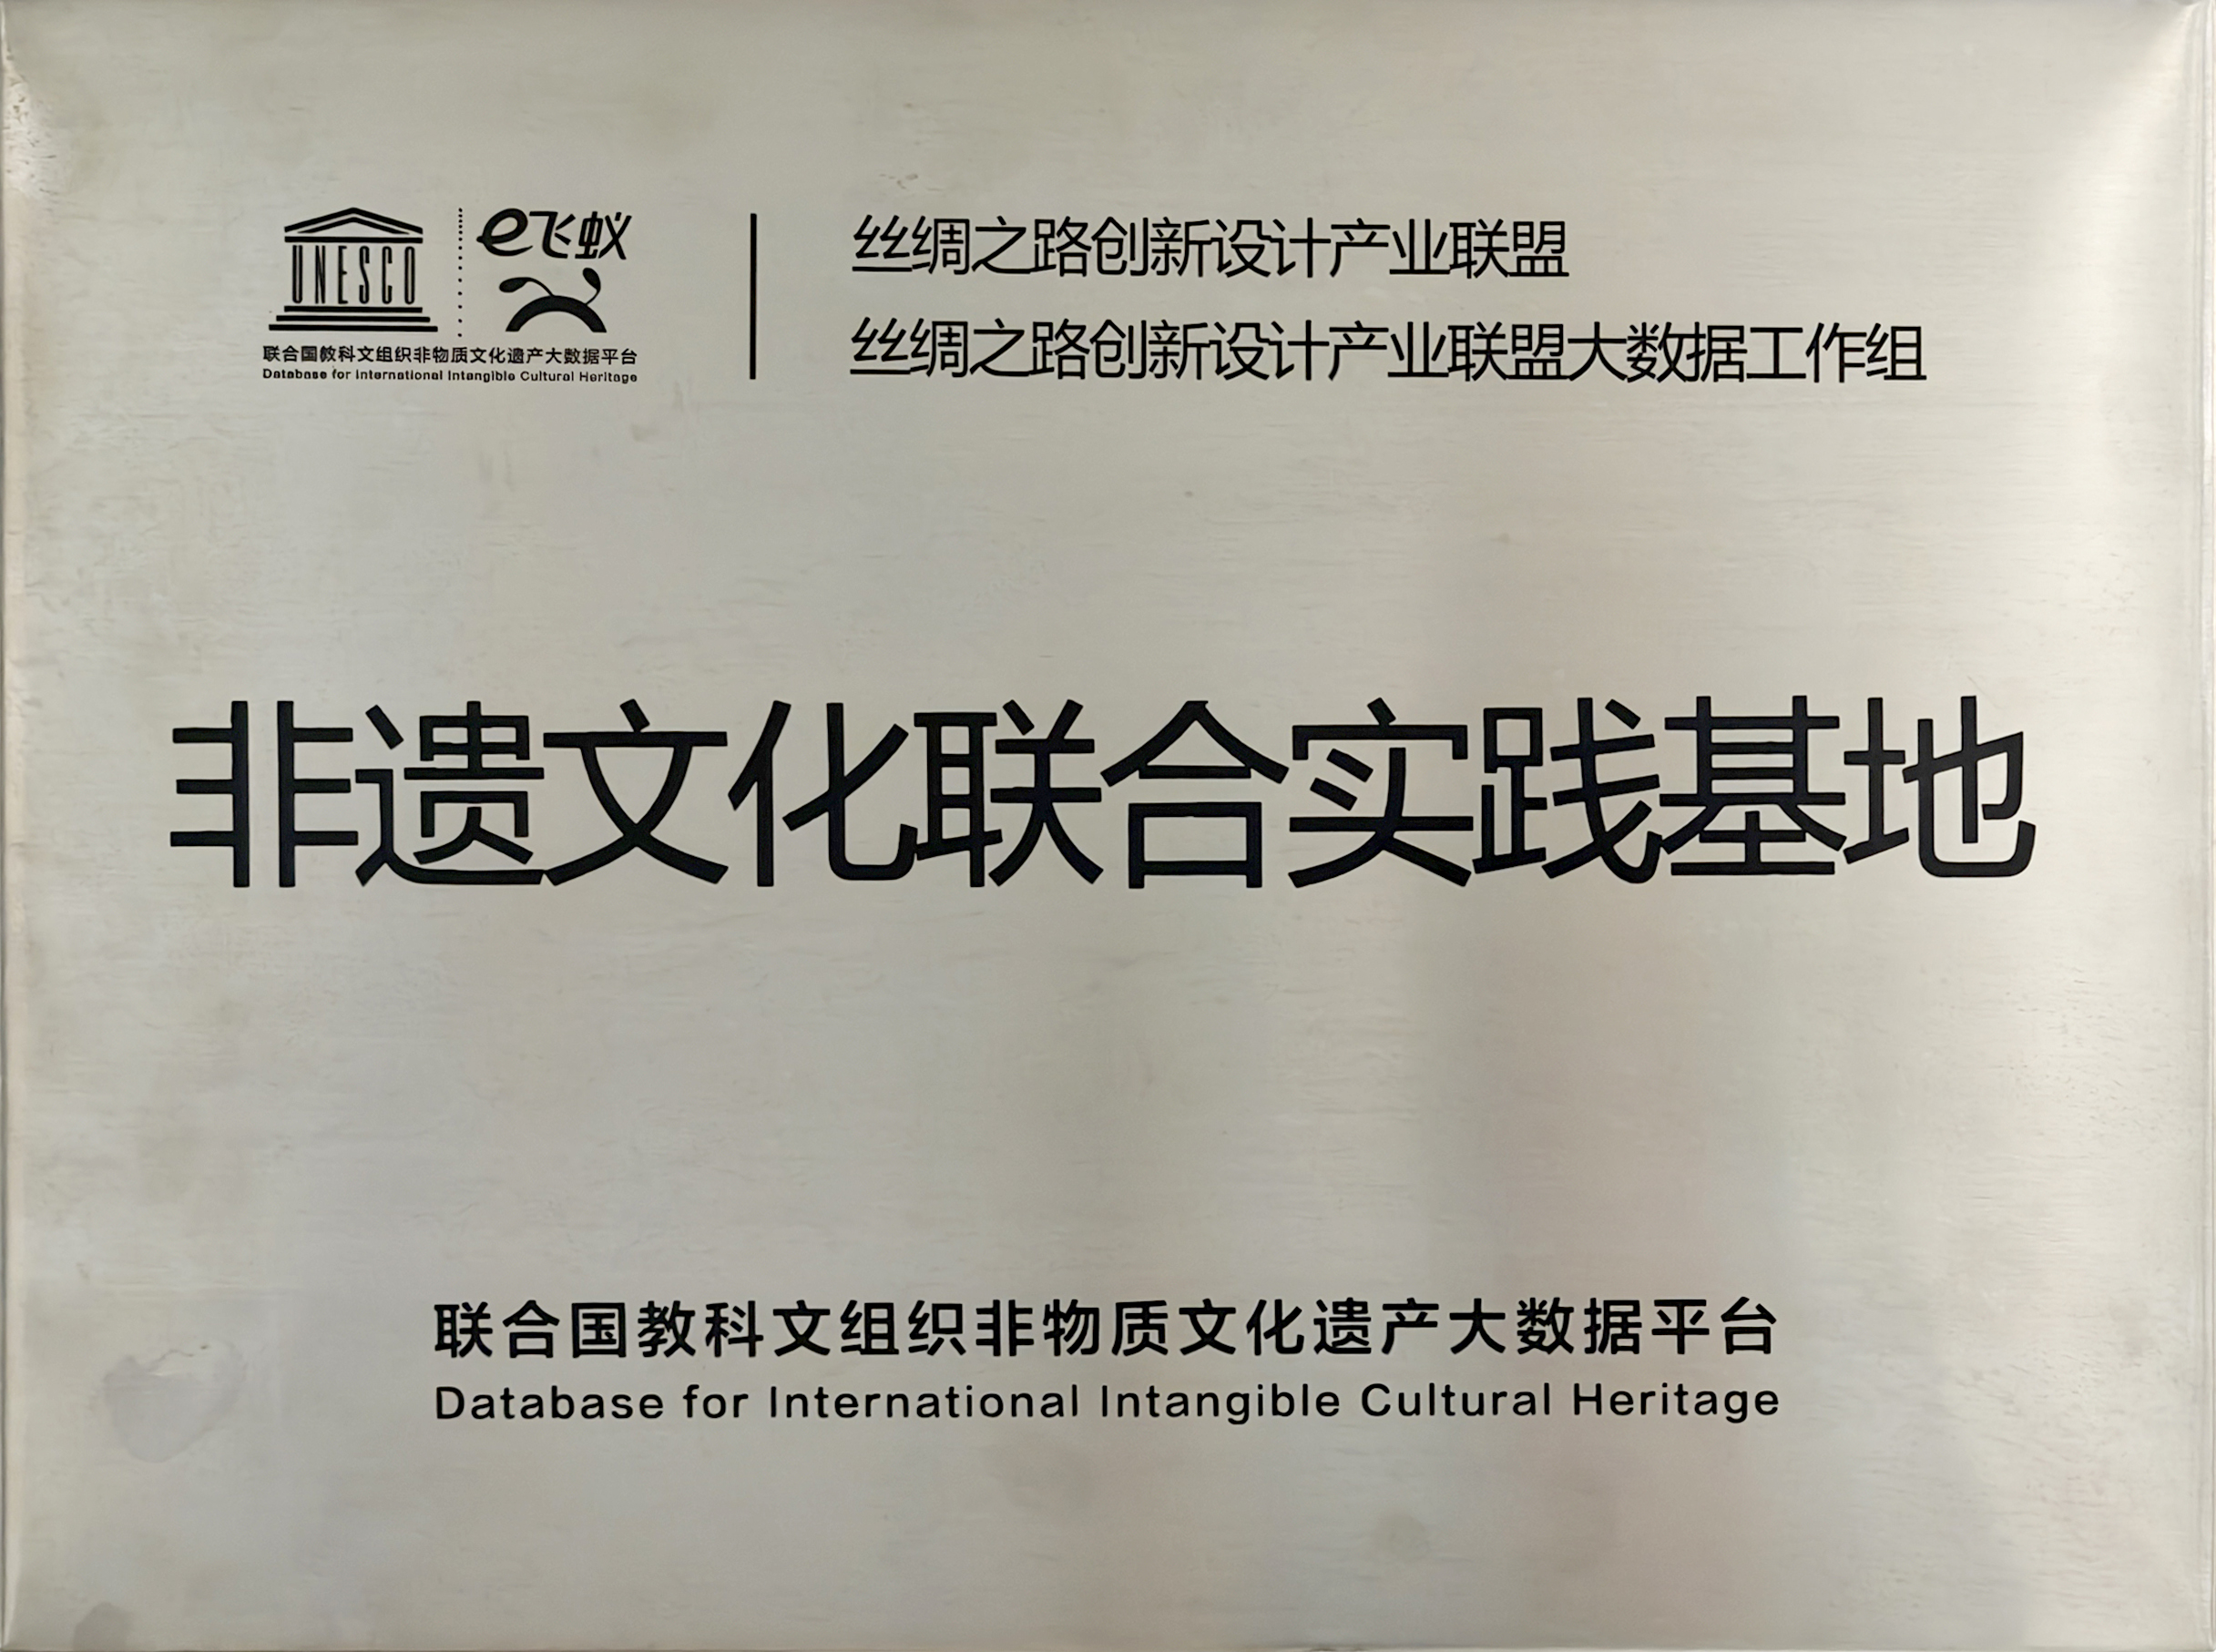 UNESCO
e飞蚁
联合国教科文组织非物质文化遗产大数据平台
Database for International Intangible Cultural Heritage
丝绸之路创新设计产业联盟
丝绸之路创新设计产业联盟大数据工作组
非遗文化联合实践基地
联合国教科文组织非物质文化遗产大数据平台
Database for International Intangible Cultural Heritage